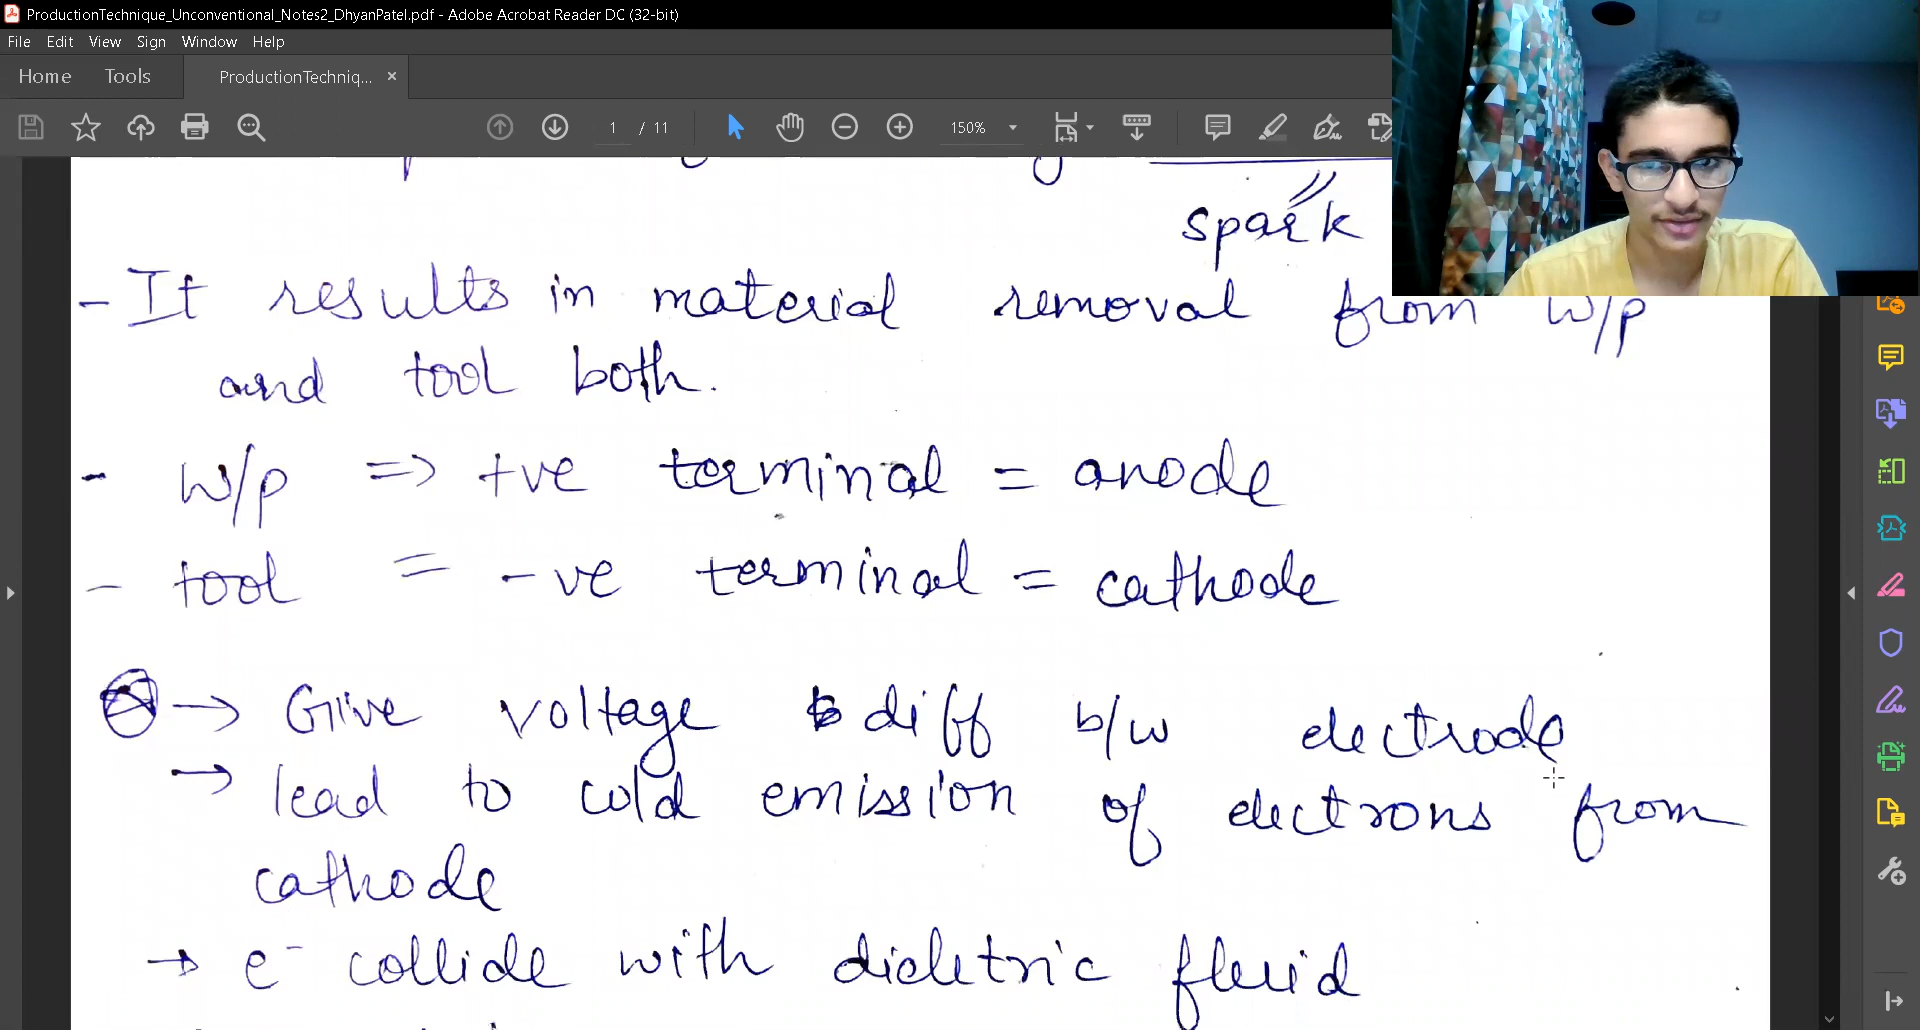 ProductionTechnique_Unconventional_Notes2_DhyanPatel.pdf - Adobe Acrobat Reader DC (32-bit)
File Edit View Sign Window Help
Home Tools ProductionTechniq... ×
1 / 11 150%
spark
- It results in material removal from w/p
and tool both.
- w/p => +ve terminal = anode
- tool = -ve terminal = cathode
→ Give voltage diff b/w electrode
→ lead to cold emission of electrons from
cathode
→ e⁻ collide with dieletric fluid